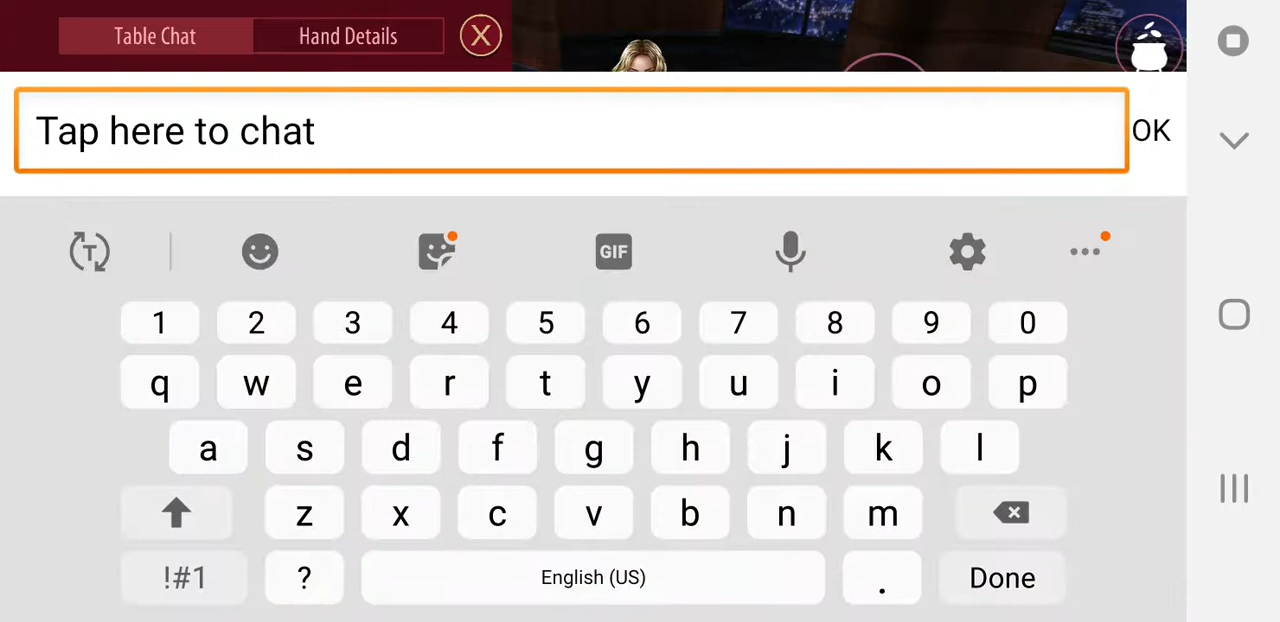 Table Chat Hand Details X
Tap here to chat OK
T GIF
1 2 3 4 5 6 7 8 9 0
q w e r t y u i o p
a s d f g h j k l
z x c v b n m
!#1 ? English (US) . Done